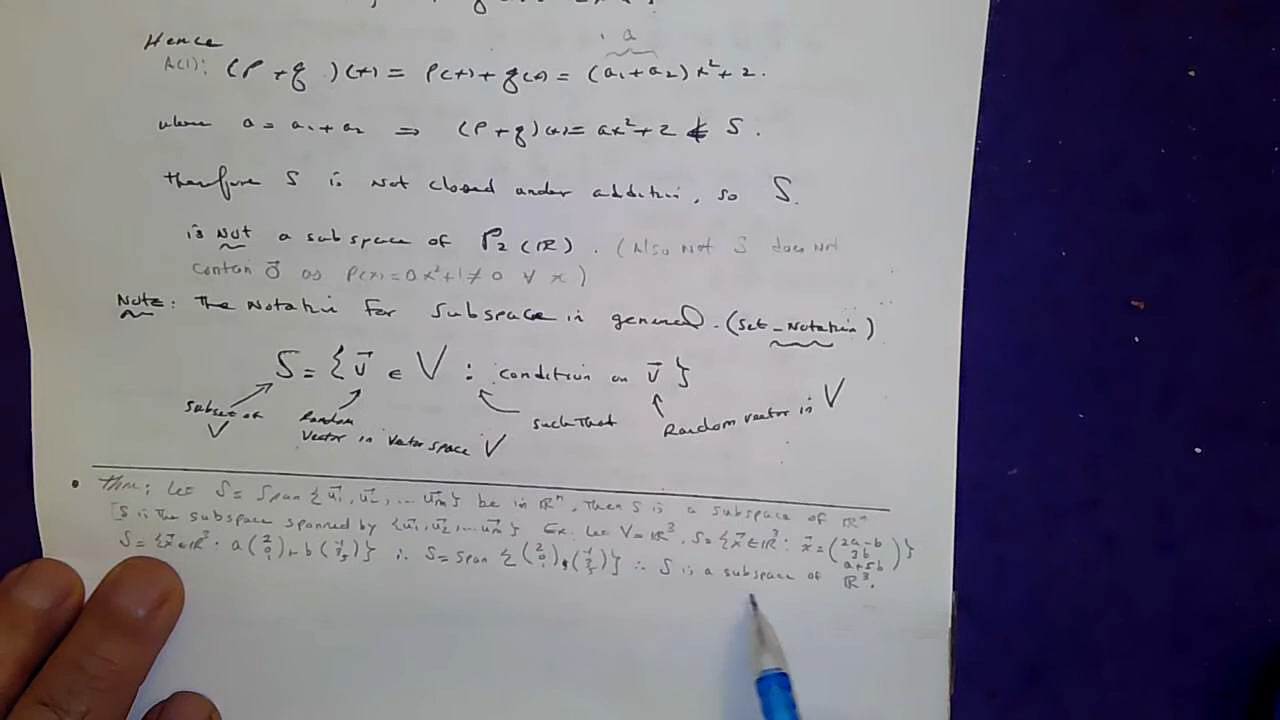 Hence
a
A(1): (P + q)(x) = P(x) + q(x) = (a₁+a₂)x²+2.
where a = a₁+a₂ ⇒ (P+q)(x) = ax²+2 ∉ S.
therefore S is Not closed under addition, so S.
is NOT a subspace of P₂(ℝ). (Also Not S does not
contain 0⃗ as P(x)=0x²+1≠0 ∀ x)
Note: The Notation For Subspace in general. (Set_Notation)
S = { v⃗ ∈ V : condition on v⃗ }
subset of V
Random vector in Vector space V
such that
Random vector in V
• Thm: Let S = Span {u⃗₁, u⃗₂, ... u⃗m} be in ℝⁿ, Then S is a subspace of ℝⁿ
[S is the subspace spanned by {u⃗₁, u⃗₂, ... u⃗m} Ex. Let V=ℝ³, S={x⃗∈ℝ³: x⃗=(2a-b, 3b, a+5b)}
S={x⃗∈ℝ³: a(2 0 1)+b(-1 3 5)} ∴ S=span {(2 0 1),(-1 3 5)} ∴ S is a subspace of ℝ³.